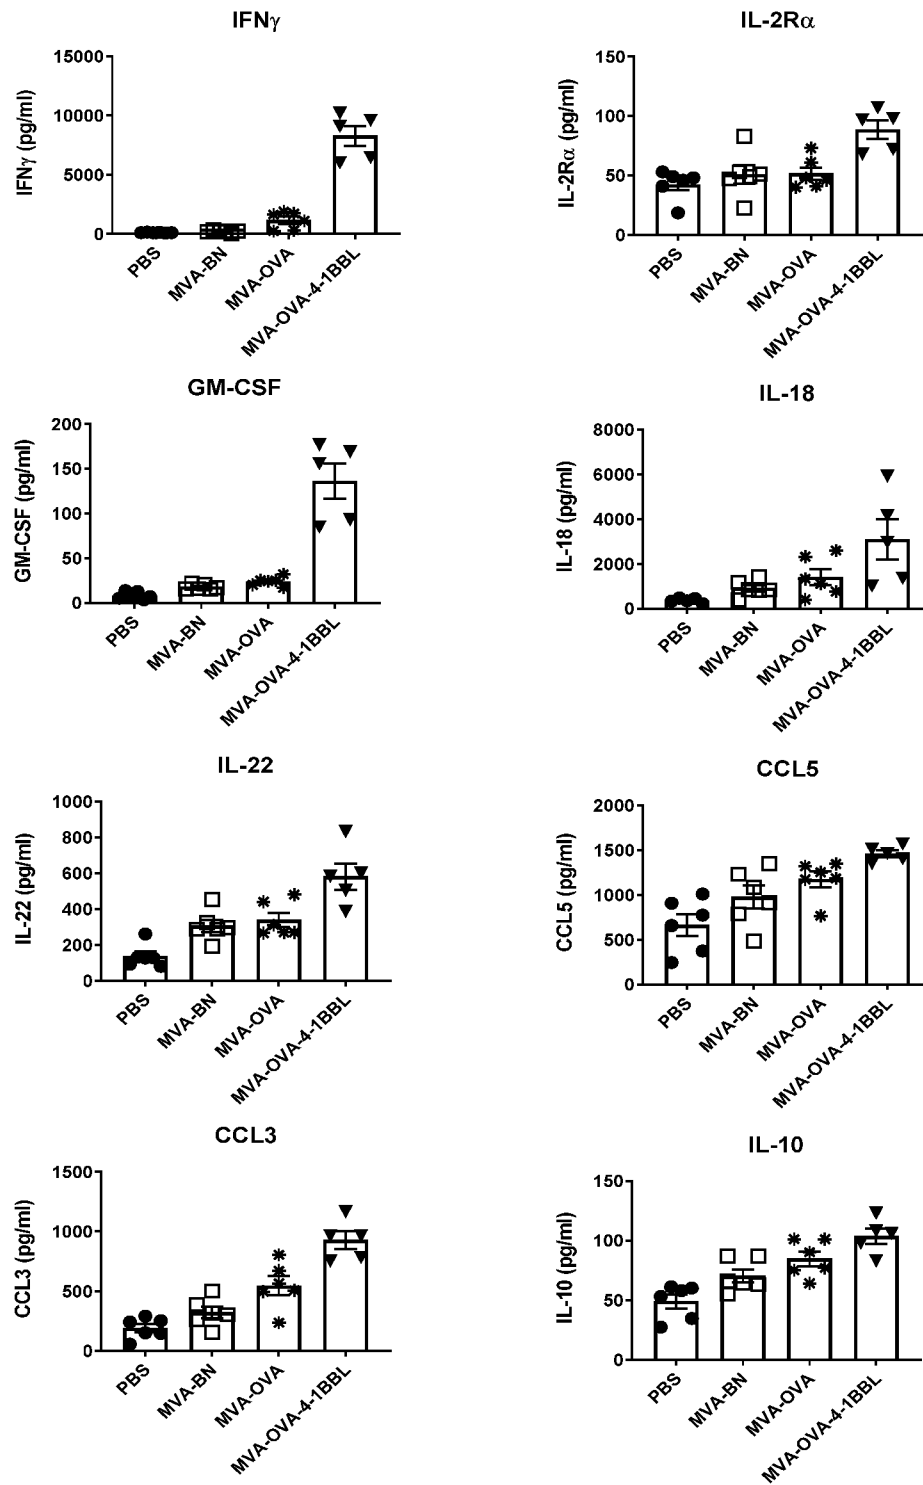 IFNγ
IFNγ (pg/ml)
15000
10000
5000
0
PBS
MVA-BN
MVA-OVA
MVA-OVA-4-1BBL
IL-2Rα
IL-2Rα (pg/ml)
150
100
50
0
PBS
MVA-BN
MVA-OVA
MVA-OVA-4-1BBL
GM-CSF
GM-CSF (pg/ml)
200
150
100
50
0
PBS
MVA-BN
MVA-OVA
MVA-OVA-4-1BBL
IL-18
IL-18 (pg/ml)
8000
6000
4000
2000
0
PBS
MVA-BN
MVA-OVA
MVA-OVA-4-1BBL
IL-22
IL-22 (pg/ml)
1000
800
600
400
200
0
PBS
MVA-BN
MVA-OVA
MVA-OVA-4-1BBL
CCL5
CCL5 (pg/ml)
2000
1500
1000
500
0
PBS
MVA-BN
MVA-OVA
MVA-OVA-4-1BBL
CCL3
CCL3 (pg/ml)
1500
1000
500
0
PBS
MVA-BN
MVA-OVA
MVA-OVA-4-1BBL
IL-10
IL-10 (pg/ml)
150
100
50
0
PBS
MVA-BN
MVA-OVA
MVA-OVA-4-1BBL